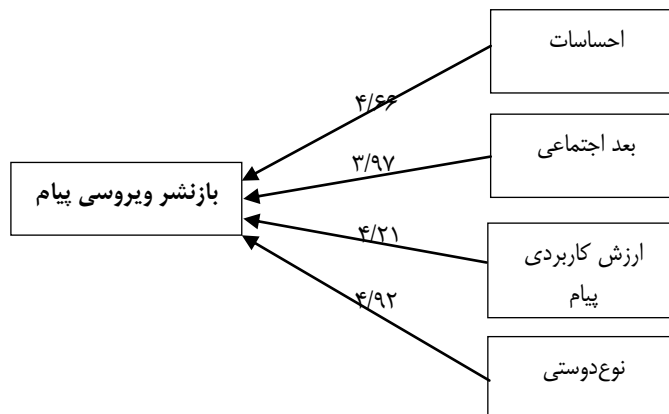 احساسات
۴/۶۶
بعد اجتماعی
۳/۹۷
بازنشر ویروسی پیام
۴/۲۱
ارزش کاربردی
پیام
۴/۹۲
نوع‌دوستی